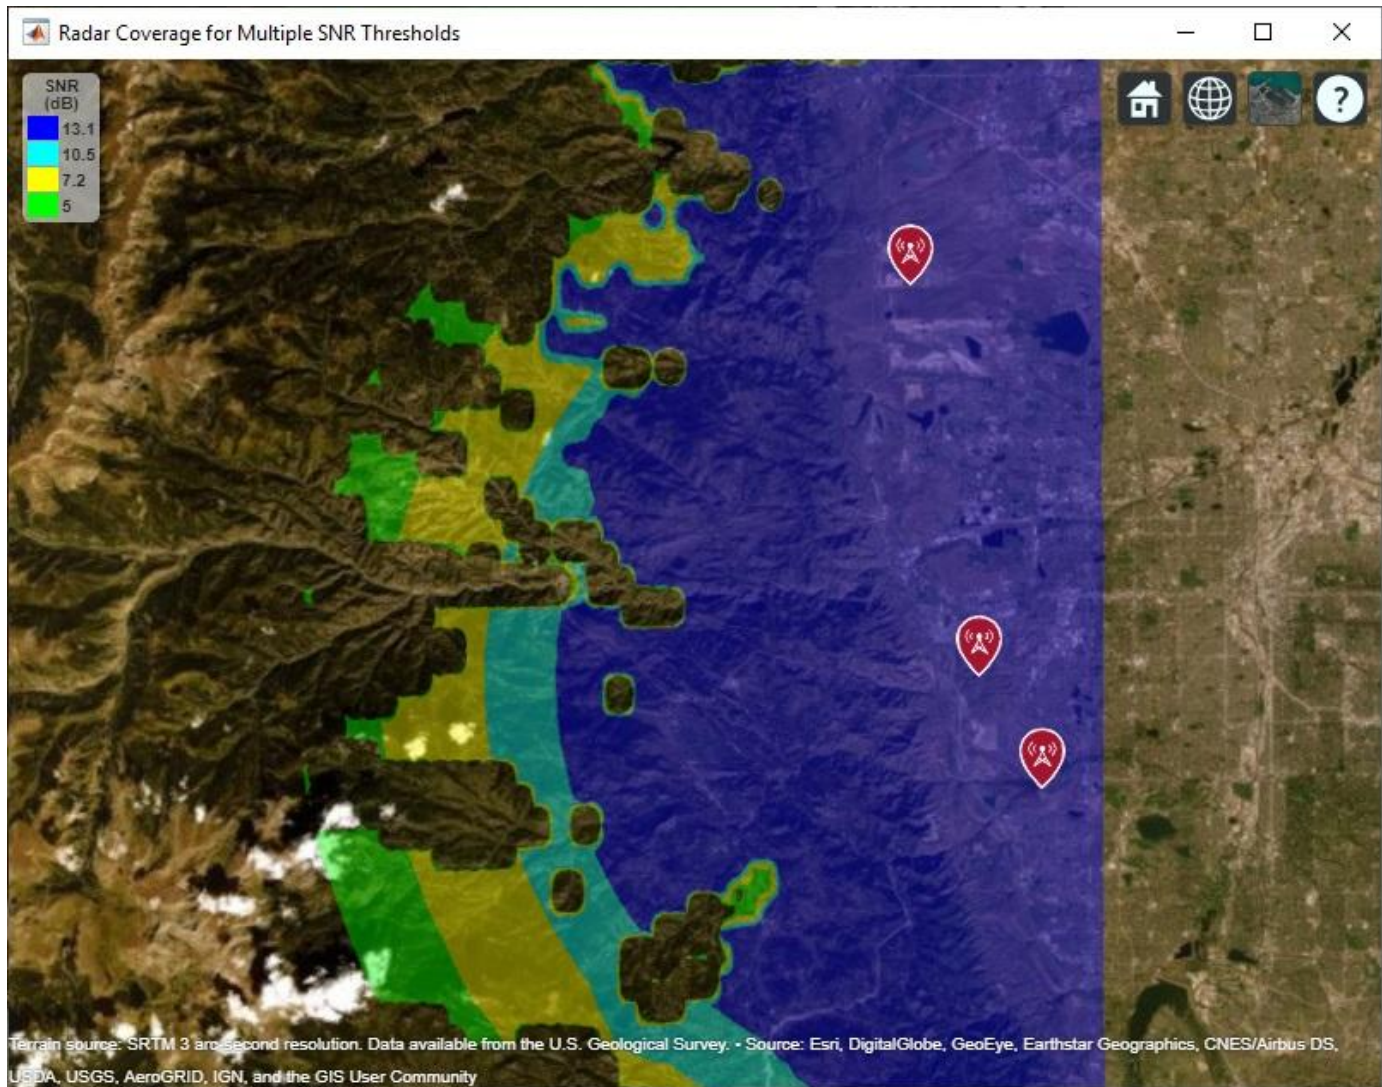 Radar Coverage for Multiple SNR Thresholds
SNR
(dB)
13.1
10.5
7.2
5
?
Terrain source: SRTM 3 arc-second resolution. Data available from the U.S. Geological Survey. • Source: Esri, DigitalGlobe, GeoEye, Earthstar Geographics, CNES/Airbus DS,
USDA, USGS, AeroGRID, IGN, and the GIS User Community